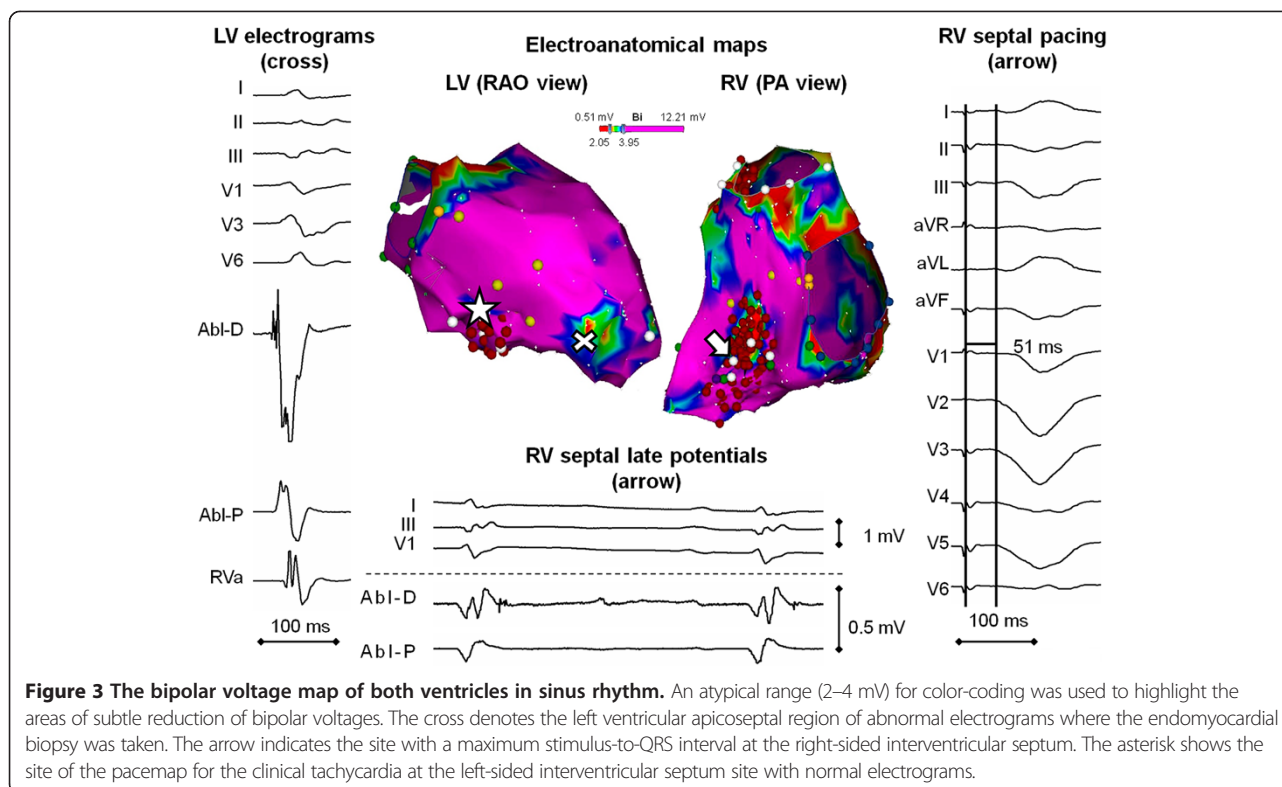 LV electrograms
(cross)
I
II
III
V1
V3
V6
Abl-D
Abl-P
RVa
100 ms
Electroanatomical maps
LV (RAO view)
RV (PA view)
0.51 mV Bi 12.21 mV
2.05 3.95
RV septal late potentials
(arrow)
I
III
V1
1 mV
Abl-D
Abl-P
0.5 mV
RV septal pacing
(arrow)
I
II
III
aVR
aVL
aVF
51 ms
V1
V2
V3
V4
V5
V6
100 ms
Figure 3 The bipolar voltage map of both ventricles in sinus rhythm. An atypical range (2–4 mV) for color-coding was used to highlight the
areas of subtle reduction of bipolar voltages. The cross denotes the left ventricular apicoseptal region of abnormal electrograms where the endomyocardial
biopsy was taken. The arrow indicates the site with a maximum stimulus-to-QRS interval at the right-sided interventricular septum. The asterisk shows the
site of the pacemap for the clinical tachycardia at the left-sided interventricular septum site with normal electrograms.